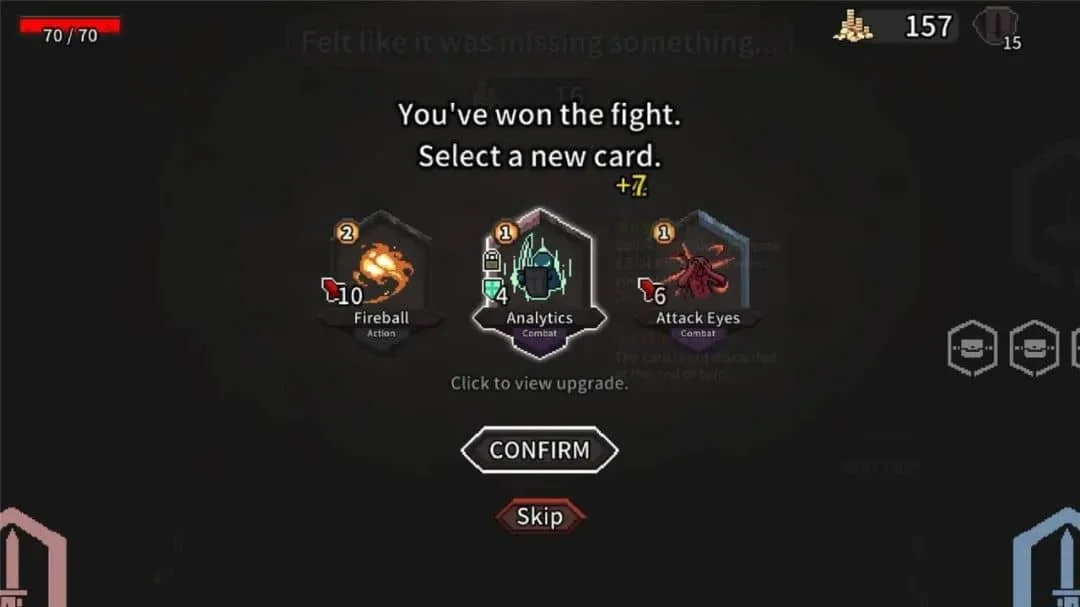 70 / 70
Felt like it was missing something...
157
15
15
You've won the fight.
Select a new card.
+7
2
1
1
10
4
6
Fireball
Analytics
Attack Eyes
Action
Combat
Combat
Click to view upgrade.
CONFIRM
Skip